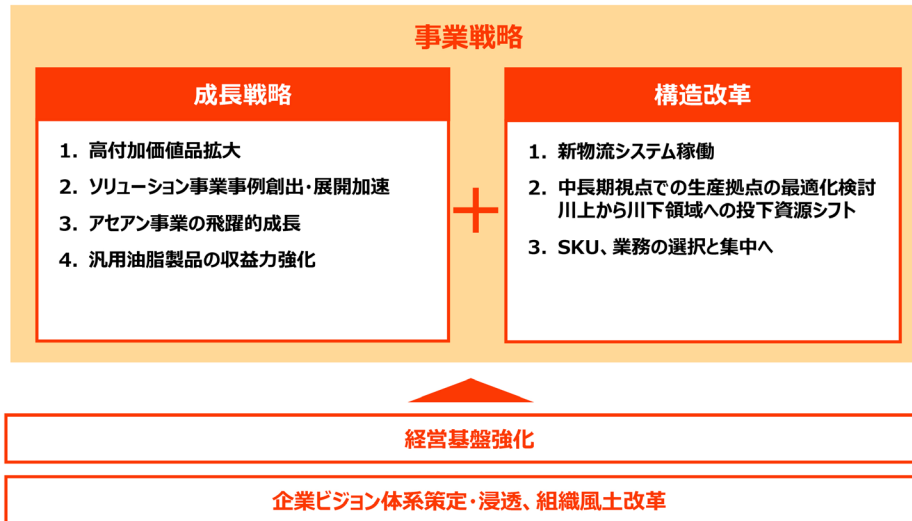 事業戦略
成長戦略
1. 高付加価値品拡大
2. ソリューション事業事例創出・展開加速
3. アセアン事業の飛躍的成長
4. 汎用油脂製品の収益力強化
+
構造改革
1. 新物流システム稼働
2. 中長期視点での生産拠点の最適化検討
川上から川下領域への投下資源シフト
3. SKU、業務の選択と集中へ
経営基盤強化
企業ビジョン体系策定・浸透、組織風土改革